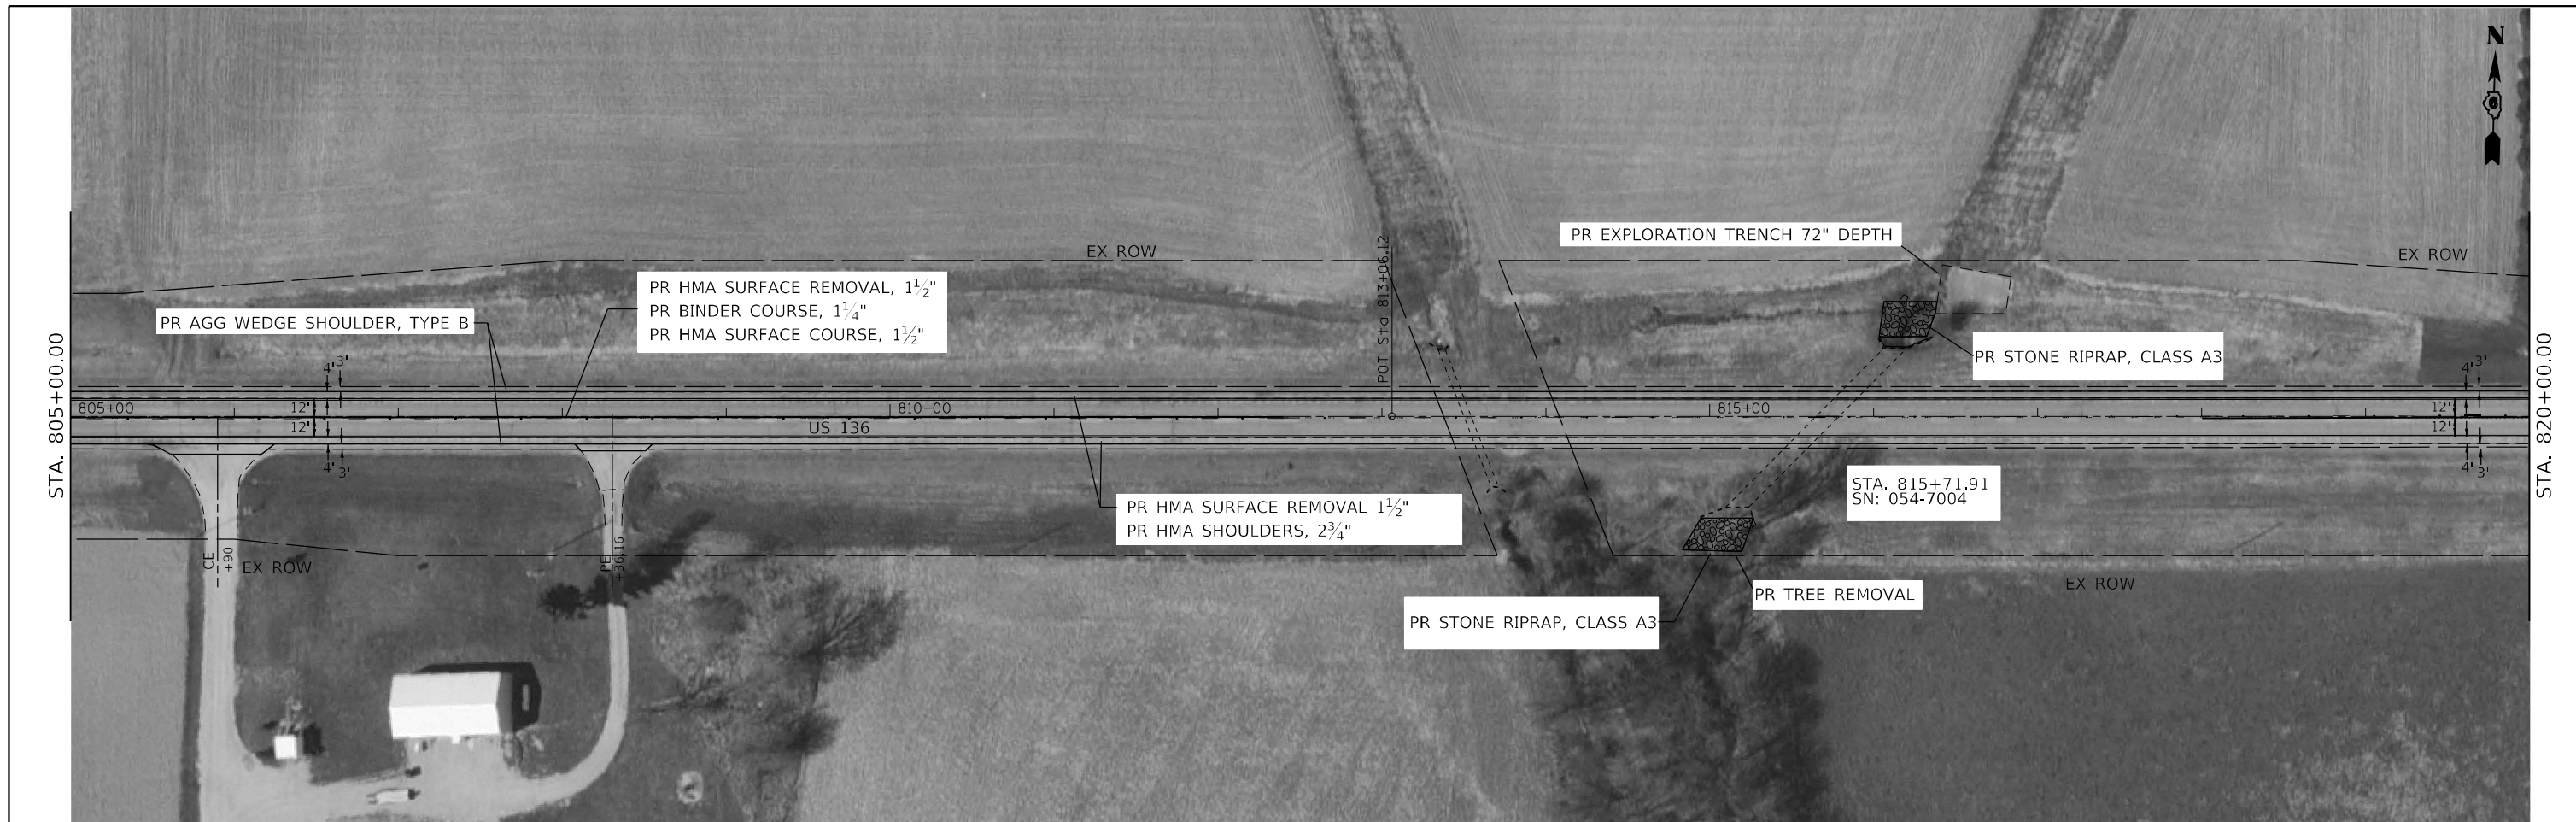 N
EX ROW
PR EXPLORATION TRENCH 72" DEPTH
EX ROW
POT Sta 813+06.12
PR HMA SURFACE REMOVAL, 1½"
PR BINDER COURSE, 1¼"
PR HMA SURFACE COURSE, 1½"
PR AGG WEDGE SHOULDER, TYPE B
PR STONE RIPRAP, CLASS A3
STA. 805+00.00
STA. 820+00.00
4' 3'
4' 3'
805+00
12'
810+00
815+00
12'
12'
US 136
12'
4' 3'
4' 3'
STA. 815+71.91
SN: 054-7004
PR HMA SURFACE REMOVAL 1½"
PR HMA SHOULDERS, 2¾"
CE
+90
EX ROW
PE
+36.16
EX ROW
PR TREE REMOVAL
PR STONE RIPRAP, CLASS A3